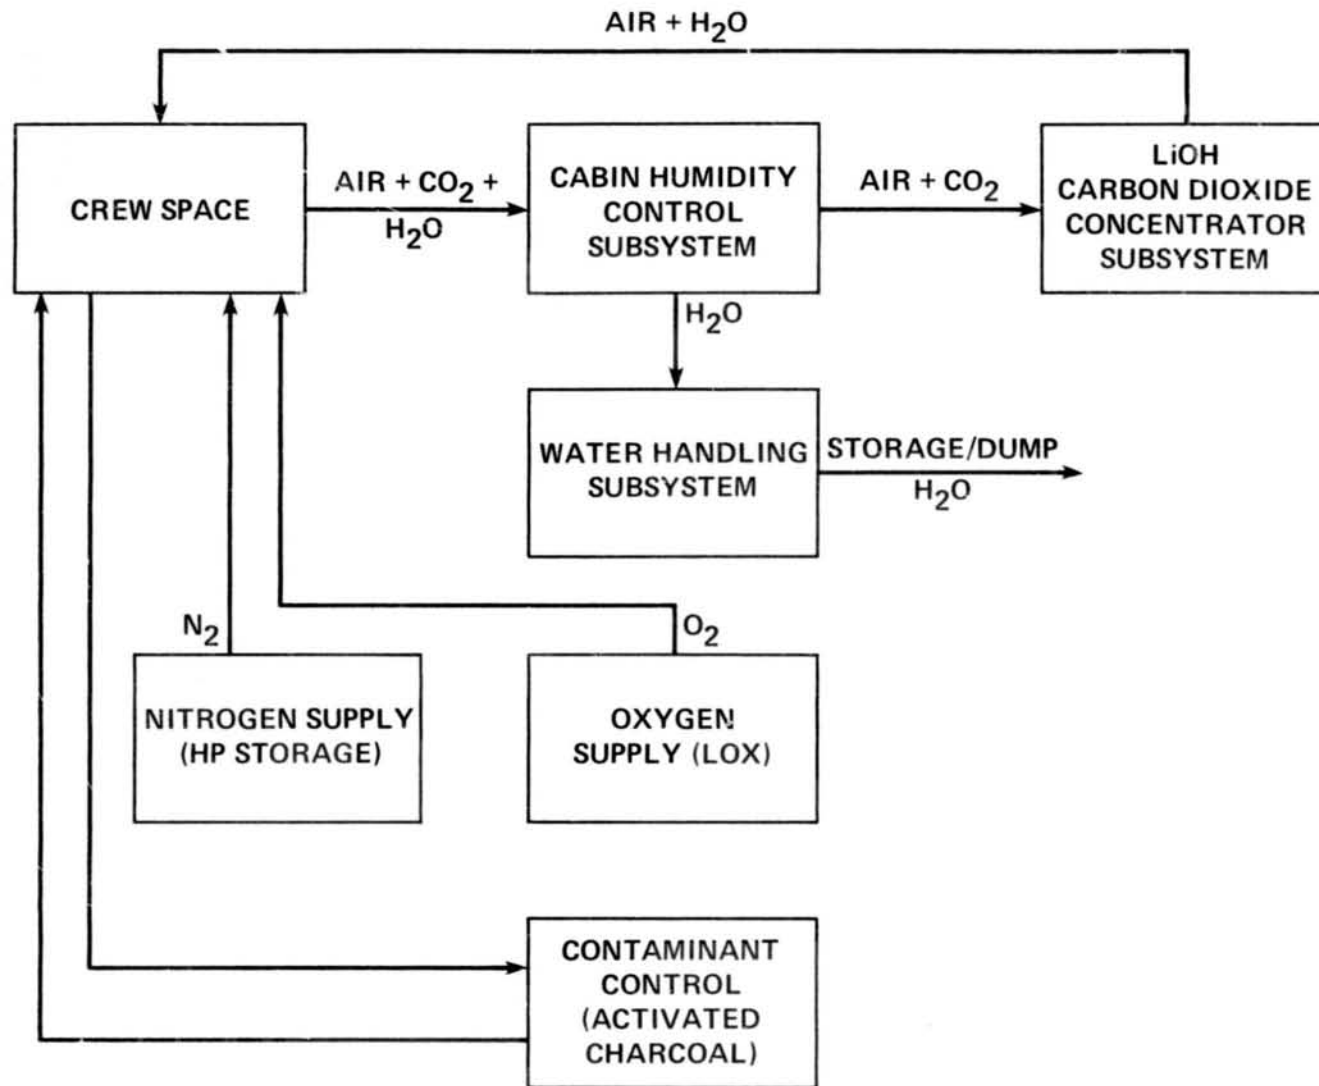 AIR + H₂O
CREW SPACE
AIR + CO₂ +
H₂O
CABIN HUMIDITY
CONTROL
SUBSYSTEM
AIR + CO₂
LiOH
CARBON DIOXIDE
CONCENTRATOR
SUBSYSTEM
H₂O
WATER HANDLING
SUBSYSTEM
STORAGE/DUMP
H₂O
N₂
O₂
NITROGEN SUPPLY
(HP STORAGE)
OXYGEN
SUPPLY (LOX)
CONTAMINANT
CONTROL
(ACTIVATED
CHARCOAL)